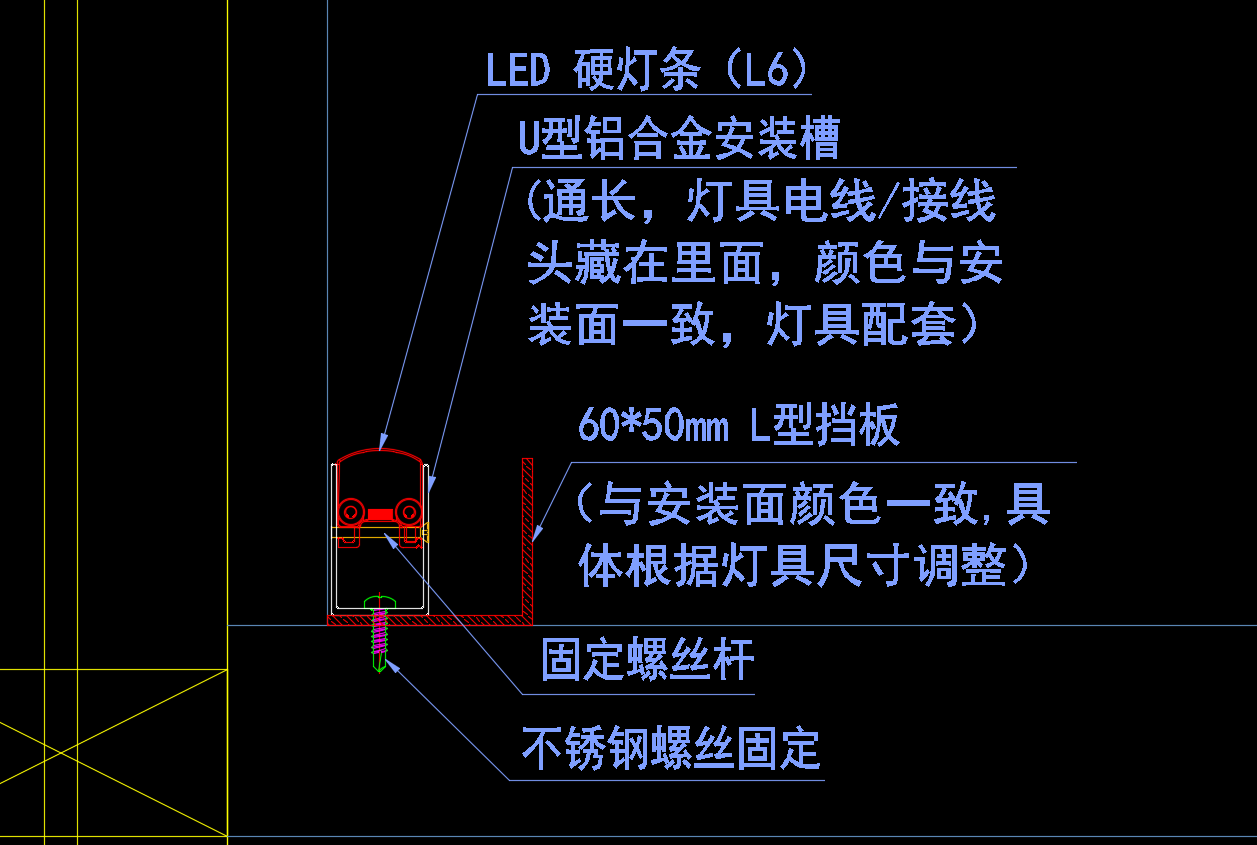 LED 硬灯条（L6）
U型铝合金安装槽
(通长，灯具电线/接线
头藏在里面，颜色与安
装面一致，灯具配套）
60*50mm L型挡板
（与安装面颜色一致,具
体根据灯具尺寸调整）
固定螺丝杆
不锈钢螺丝固定